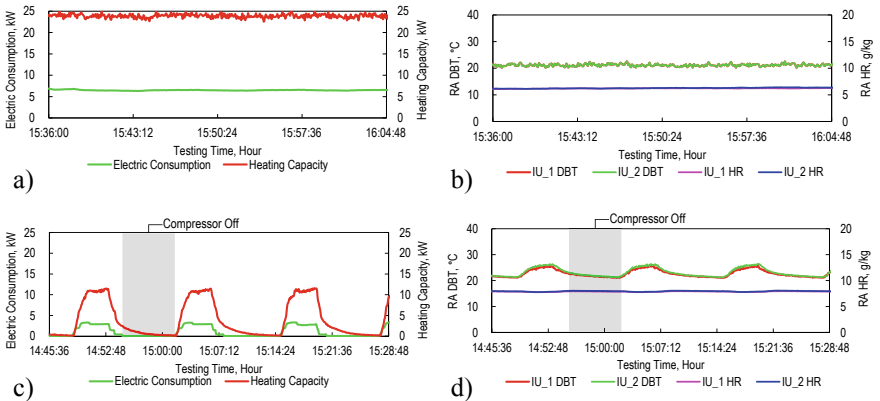 25
20
15
10
5
0
Electric Consumption, kW
25
20
15
10
5
0
Heating Capacity, kW
15:36:00 15:43:12 15:50:24 15:57:36 16:04:48
Testing Time, Hour
Electric Consumption Heating Capacity
a)
40
30
20
10
0
RA DBT, °C
20
15
10
5
0
RA HR, g/kg
15:36:00 15:43:12 15:50:24 15:57:36 16:04:48
Testing Time, Hour
IU_1 DBT IU_2 DBT IU_1 HR IU_2 HR
b)
Compressor Off
25
20
15
10
5
0
Electric Consumption, kW
25
20
15
10
5
0
Heating Capacity, kW
14:45:36 14:52:48 15:00:00 15:07:12 15:14:24 15:21:36 15:28:48
Testing Time, Hour
Electric Consumption Heating Capacity
c)
Compressor Off
40
30
20
10
0
RA DBT, °C
20
15
10
5
0
RA HR, g/kg
14:45:36 14:52:48 15:00:00 15:07:12 15:14:24 15:21:36 15:28:48
Testing Time, Hour
IU_1 DBT IU_2 DBT IU_1 HR IU_2 HR
d)